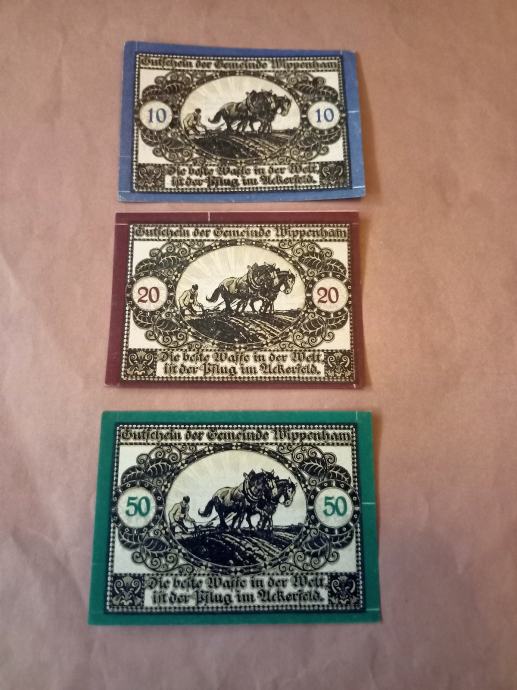 Gutschein der Gemeinde Wippenham
10 10
Die beste Waffe in der Welt
ist der Pflug im Ackerfeld.
Gutschein der Gemeinde Wippenham
20 20
Die beste Waffe in der Welt
ist der Pflug im Ackerfeld.
Gutschein der Gemeinde Wippenham
50 50
Die beste Waffe in der Welt
ist der Pflug im Ackerfeld.